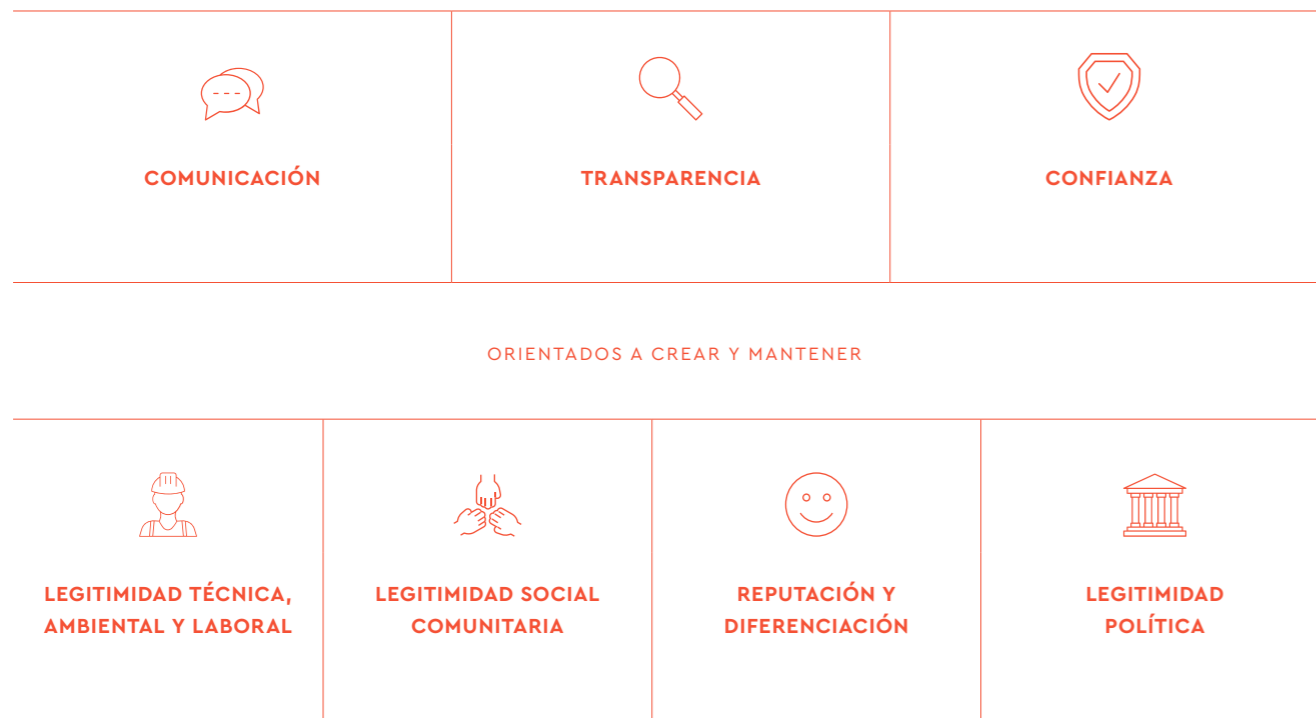 COMUNICACIÓN
TRANSPARENCIA
CONFIANZA
ORIENTADOS A CREAR Y MANTENER
LEGITIMIDAD TÉCNICA,
AMBIENTAL Y LABORAL
LEGITIMIDAD SOCIAL
COMUNITARIA
REPUTACIÓN Y
DIFERENCIACIÓN
LEGITIMIDAD
POLÍTICA